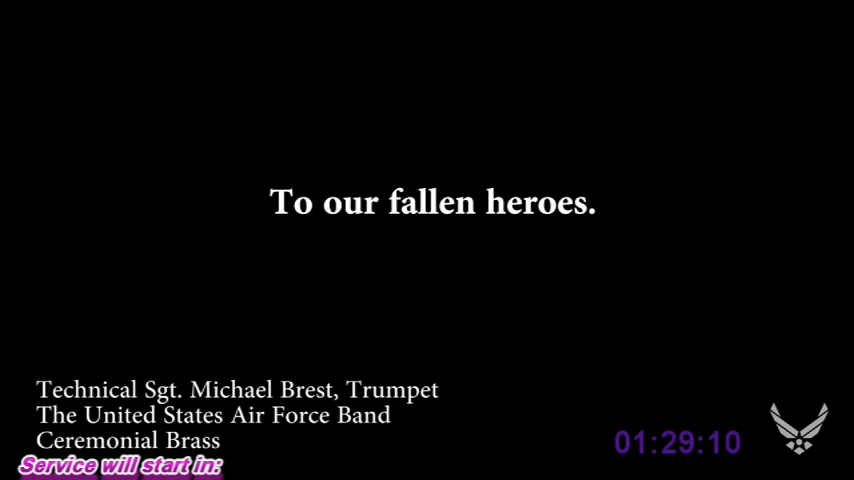 To our fallen heroes.
Technical Sgt. Michael Brest, Trumpet
The United States Air Force Band
Ceremonial Brass
01:29:10
Service will start in: